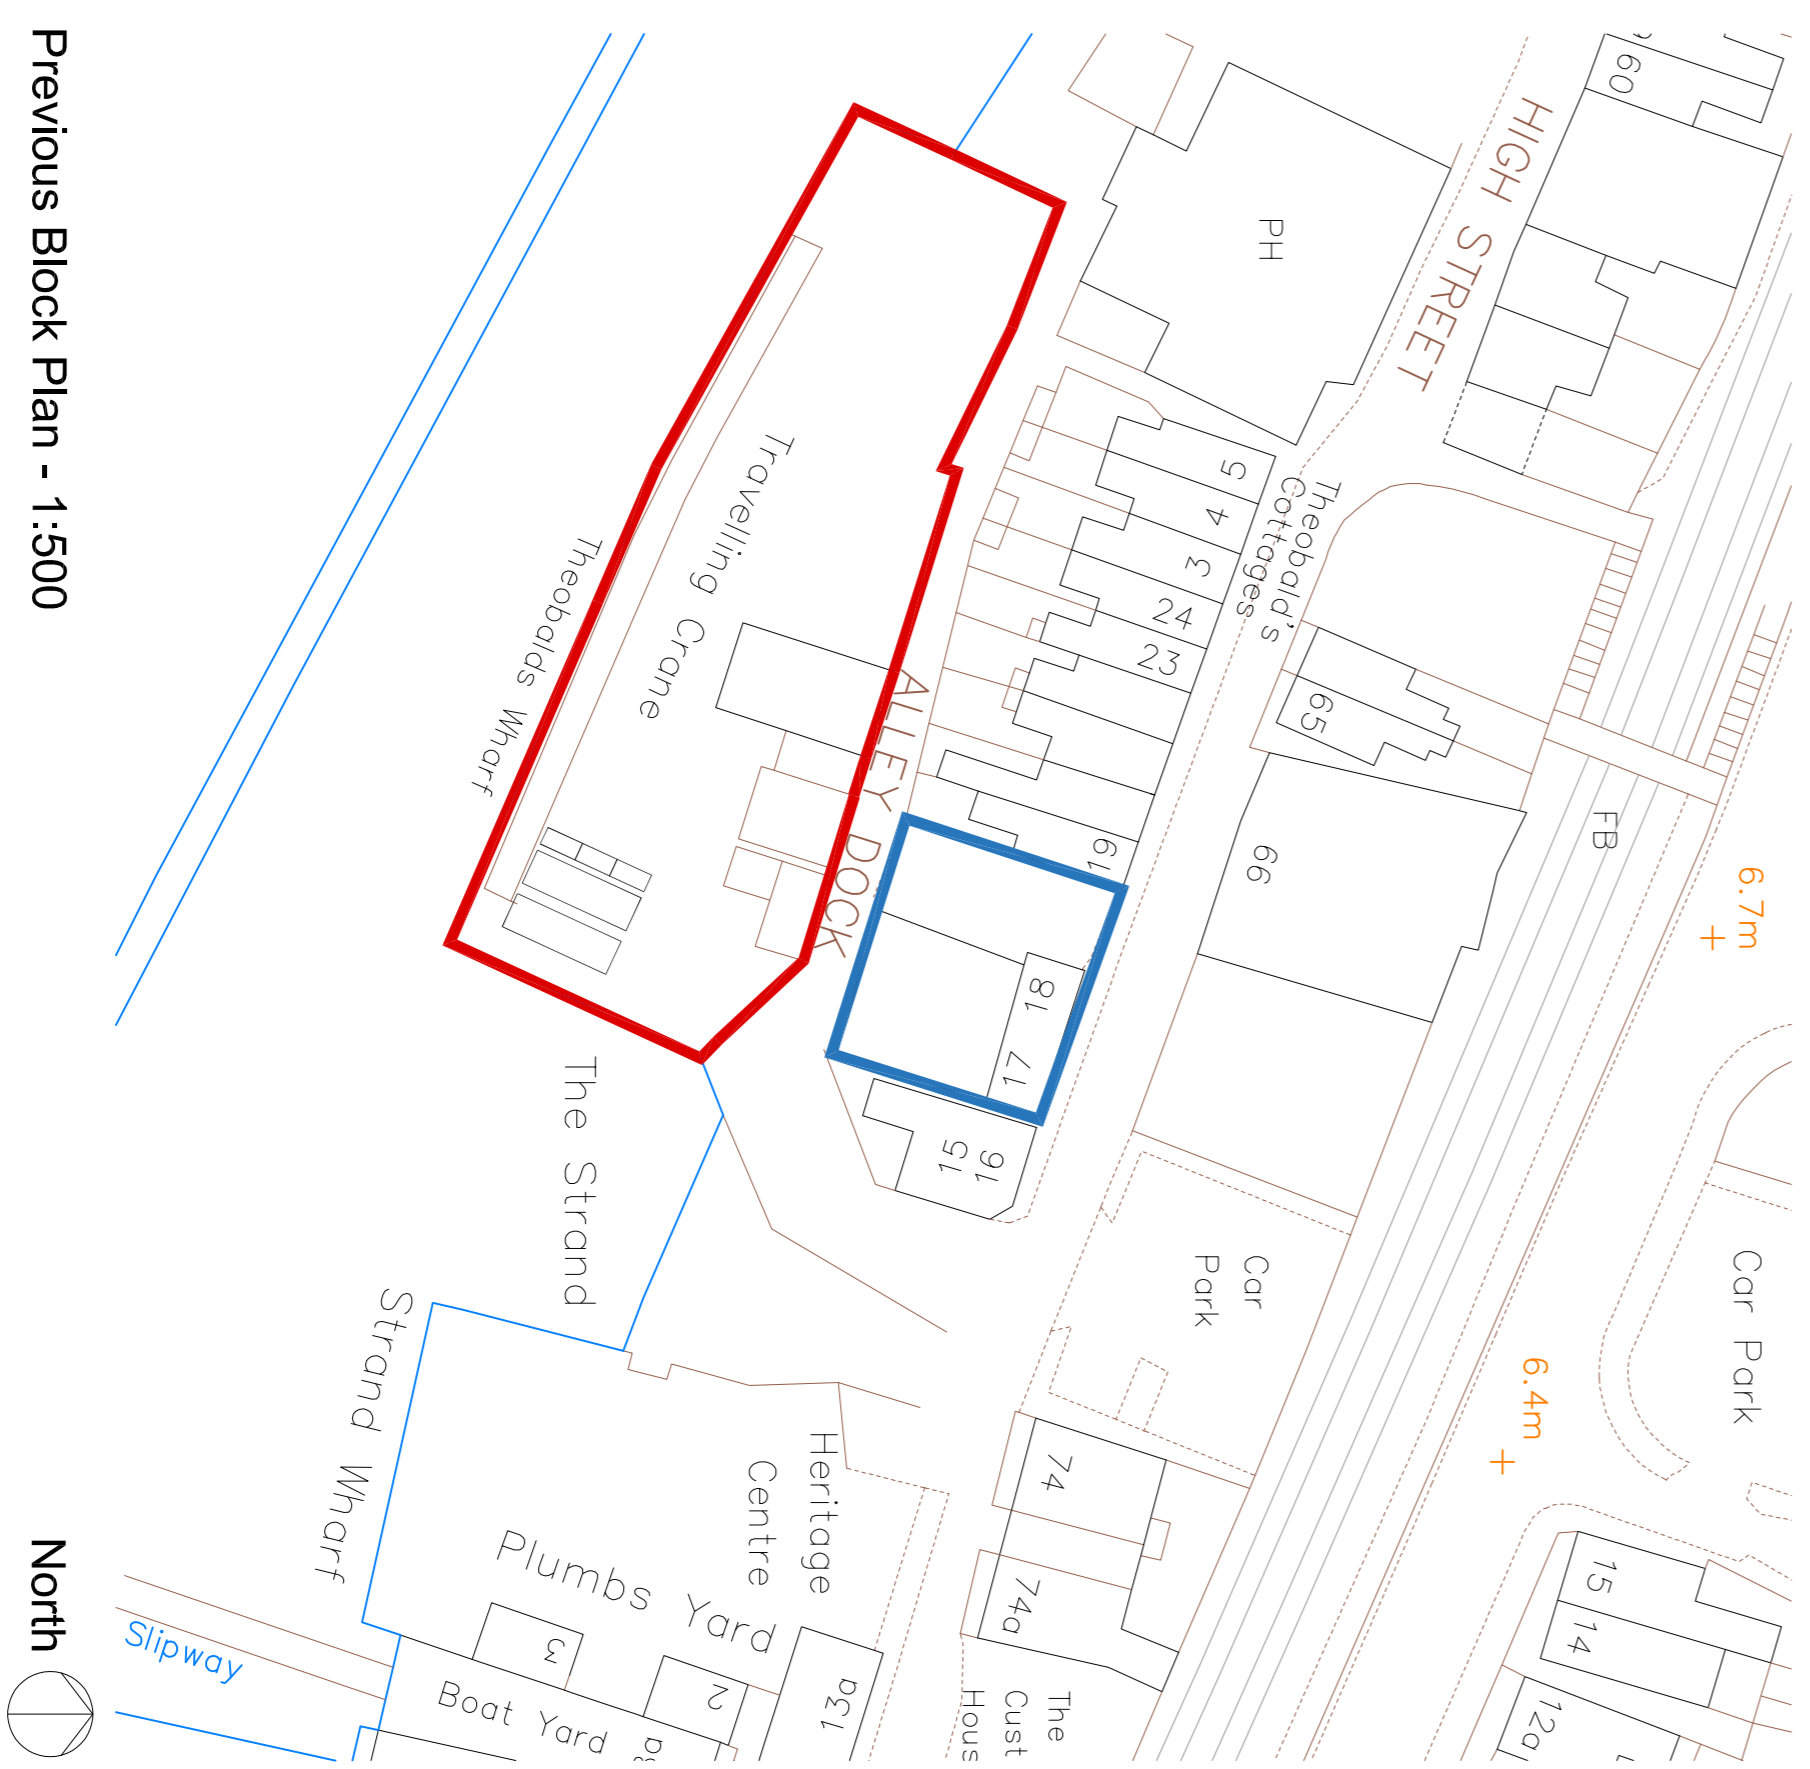 Previous Block Plan - 1:500
North
HIGH STREET
60
PH
Theobald's
Cottages
5
4
3
24
23
19
18
17
16
15
65
66
FB
6.7m
6.4m
Car Park
Car
Park
Travelling Crane
Theobalds Wharf
ALLEY DOCK
The Strand
Strand Wharf
Heritage
Centre
Plumbs Yard
3
2
13a
Boat Yard
Slipway
74
74a
The
Cust
Hous
15
14
12a